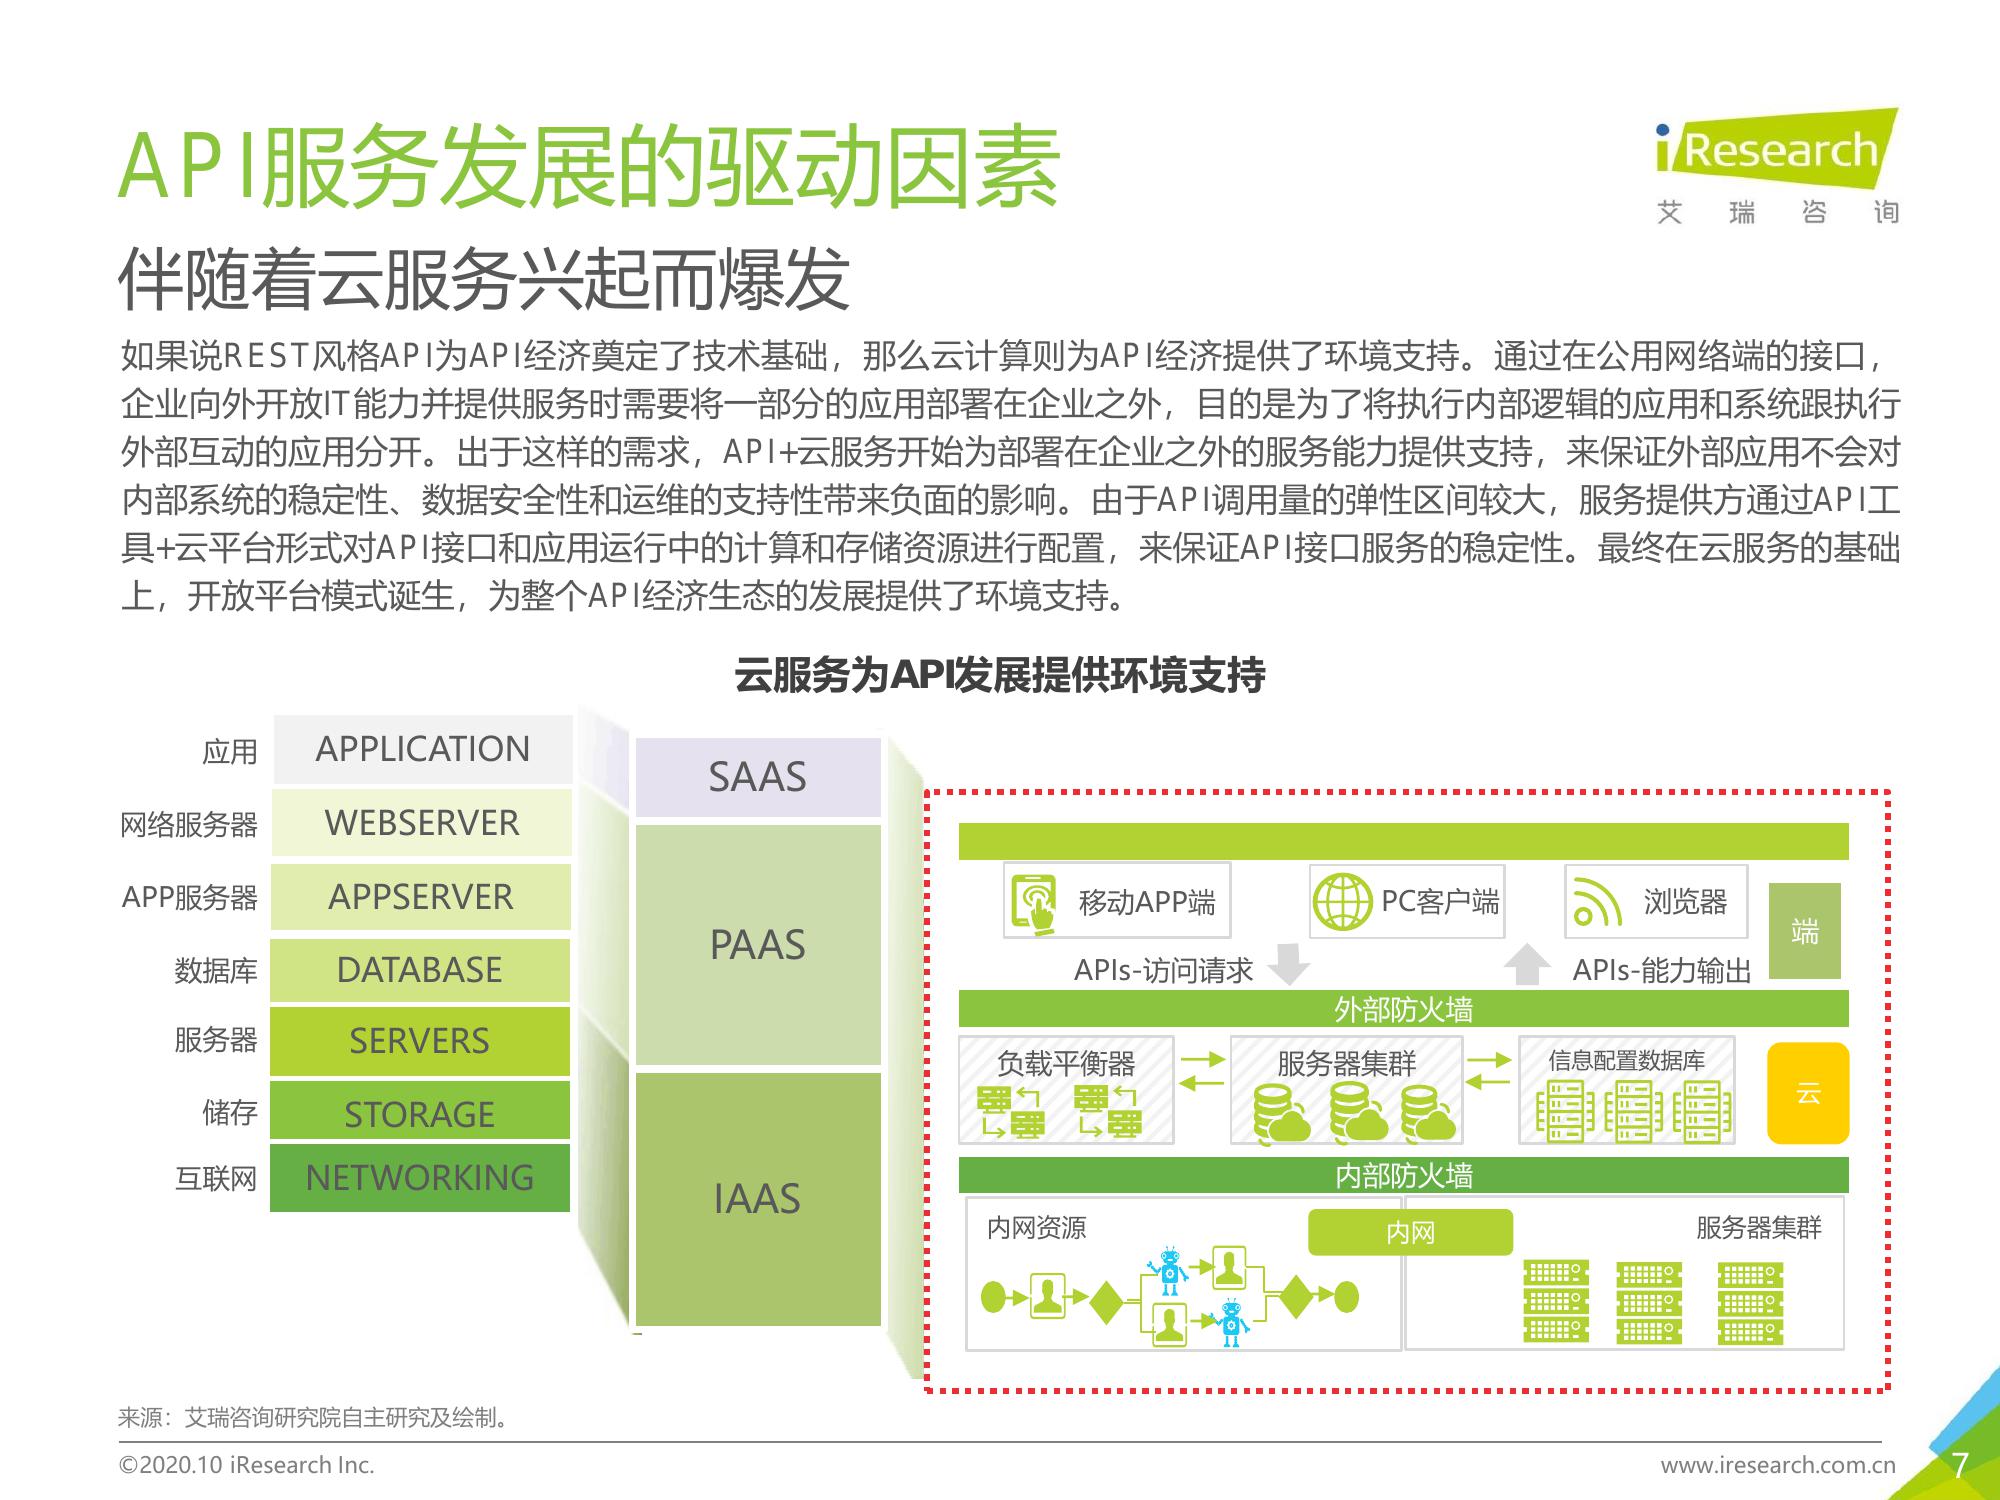 API服务发展的驱动因素
iResearch
艾瑞咨询
伴随着云服务兴起而爆发
如果说REST风格API为API经济奠定了技术基础，那么云计算则为API经济提供了环境支持。通过在公用网络端的接口，
企业向外开放IT能力并提供服务时需要将一部分的应用部署在企业之外，目的是为了将执行内部逻辑的应用和系统跟执行
外部互动的应用分开。出于这样的需求，API+云服务开始为部署在企业之外的服务能力提供支持，来保证外部应用不会对
内部系统的稳定性、数据安全性和运维的支持性带来负面的影响。由于API调用量的弹性区间较大，服务提供方通过API工
具+云平台形式对API接口和应用运行中的计算和存储资源进行配置，来保证API接口服务的稳定性。最终在云服务的基础
上，开放平台模式诞生，为整个API经济生态的发展提供了环境支持。
云服务为API发展提供环境支持
应用
APPLICATION
网络服务器
WEBSERVER
APP服务器
APPSERVER
数据库
DATABASE
服务器
SERVERS
储存
STORAGE
互联网
NETWORKING
SAAS
PAAS
IAAS
移动APP端
PC客户端
浏览器
端
APIs-访问请求
APIs-能力输出
外部防火墙
负载平衡器
服务器集群
信息配置数据库
云
内部防火墙
内网资源
内网
服务器集群
来源：艾瑞咨询研究院自主研究及绘制。
©2020.10 iResearch Inc.
www.iresearch.com.cn
7